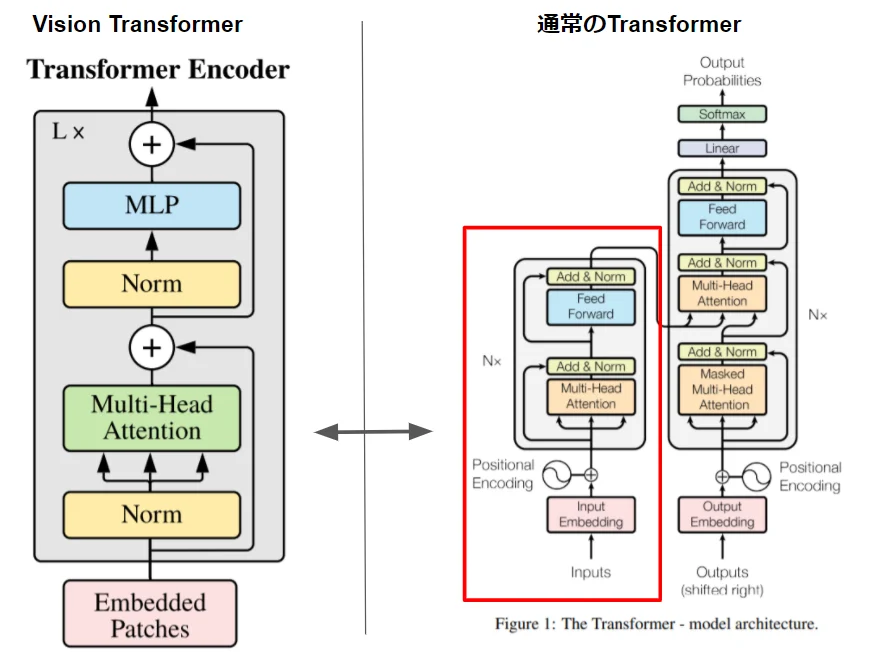 Vision Transformer
Transformer Encoder
L ×
+
MLP
Norm
+
Multi-Head
Attention
Norm
Embedded
Patches
通常のTransformer
Output
Probabilities
Softmax
Linear
Add & Norm
Feed
Forward
Add & Norm
Multi-Head
Attention
N×
Add & Norm
Masked
Multi-Head
Attention
Positional
Encoding
Output
Embedding
Outputs
(shifted right)
Add & Norm
Feed
Forward
N×
Add & Norm
Multi-Head
Attention
Positional
Encoding
Input
Embedding
Inputs
Figure 1: The Transformer - model architecture.